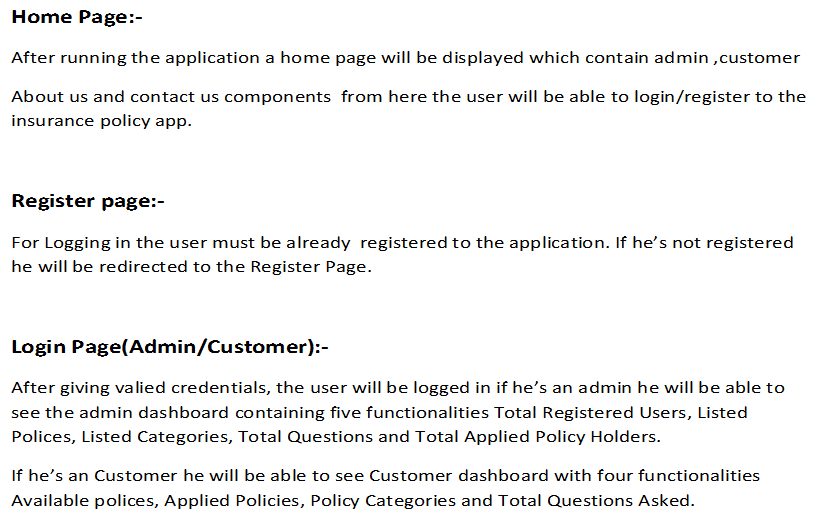 Home Page:-
After running the application a home page will be displayed which contain admin ,customer
About us and contact us components  from here the user will be able to login/register to the
insurance policy app.
Register page:-
For Logging in the user must be already  registered to the application. If he’s not registered
he will be redirected to the Register Page.
Login Page(Admin/Customer):-
After giving valied credentials, the user will be logged in if he’s an admin he will be able to
see the admin dashboard containing five functionalities Total Registered Users, Listed
Polices, Listed Categories, Total Questions and Total Applied Policy Holders.
If he’s an Customer he will be able to see Customer dashboard with four functionalities
Available polices, Applied Policies, Policy Categories and Total Questions Asked.